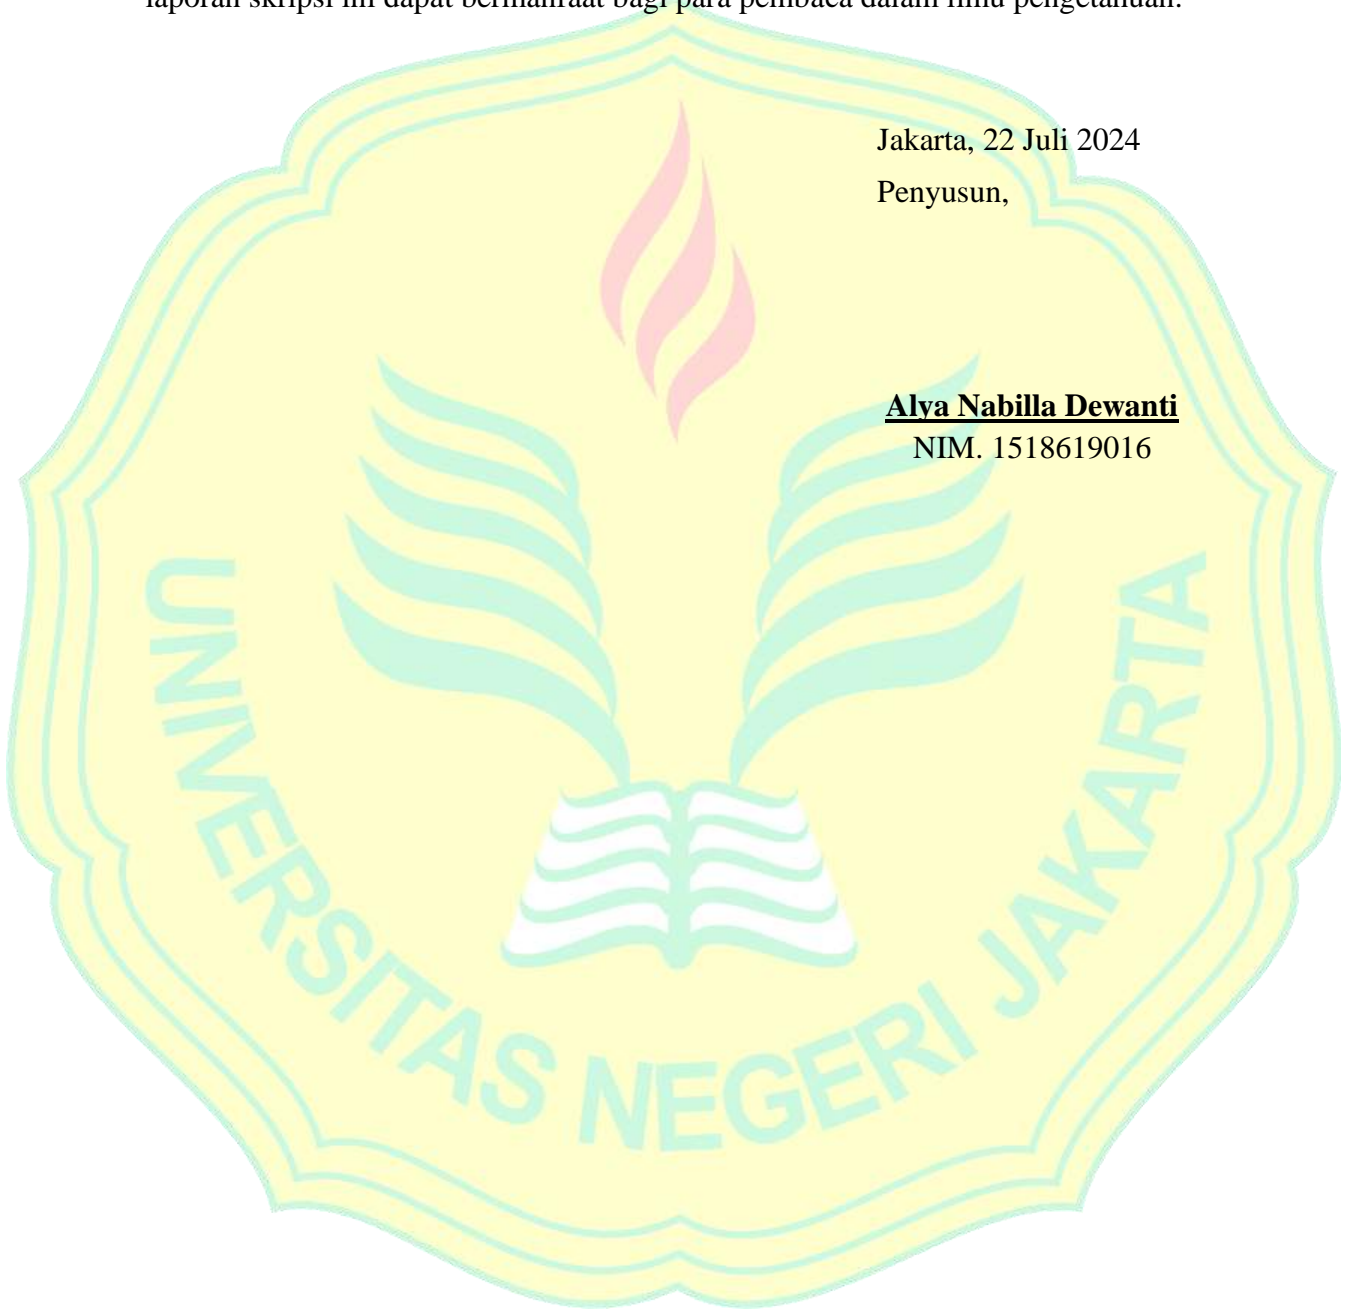 laporan skripsi ini dapat bermanfaat bagi para pembaca dalam ilmu pengetahuan.
Jakarta, 22 Juli 2024
Penyusun,
Alya Nabilla Dewanti
NIM. 1518619016
UNIVERSITAS NEGERI JAKARTA